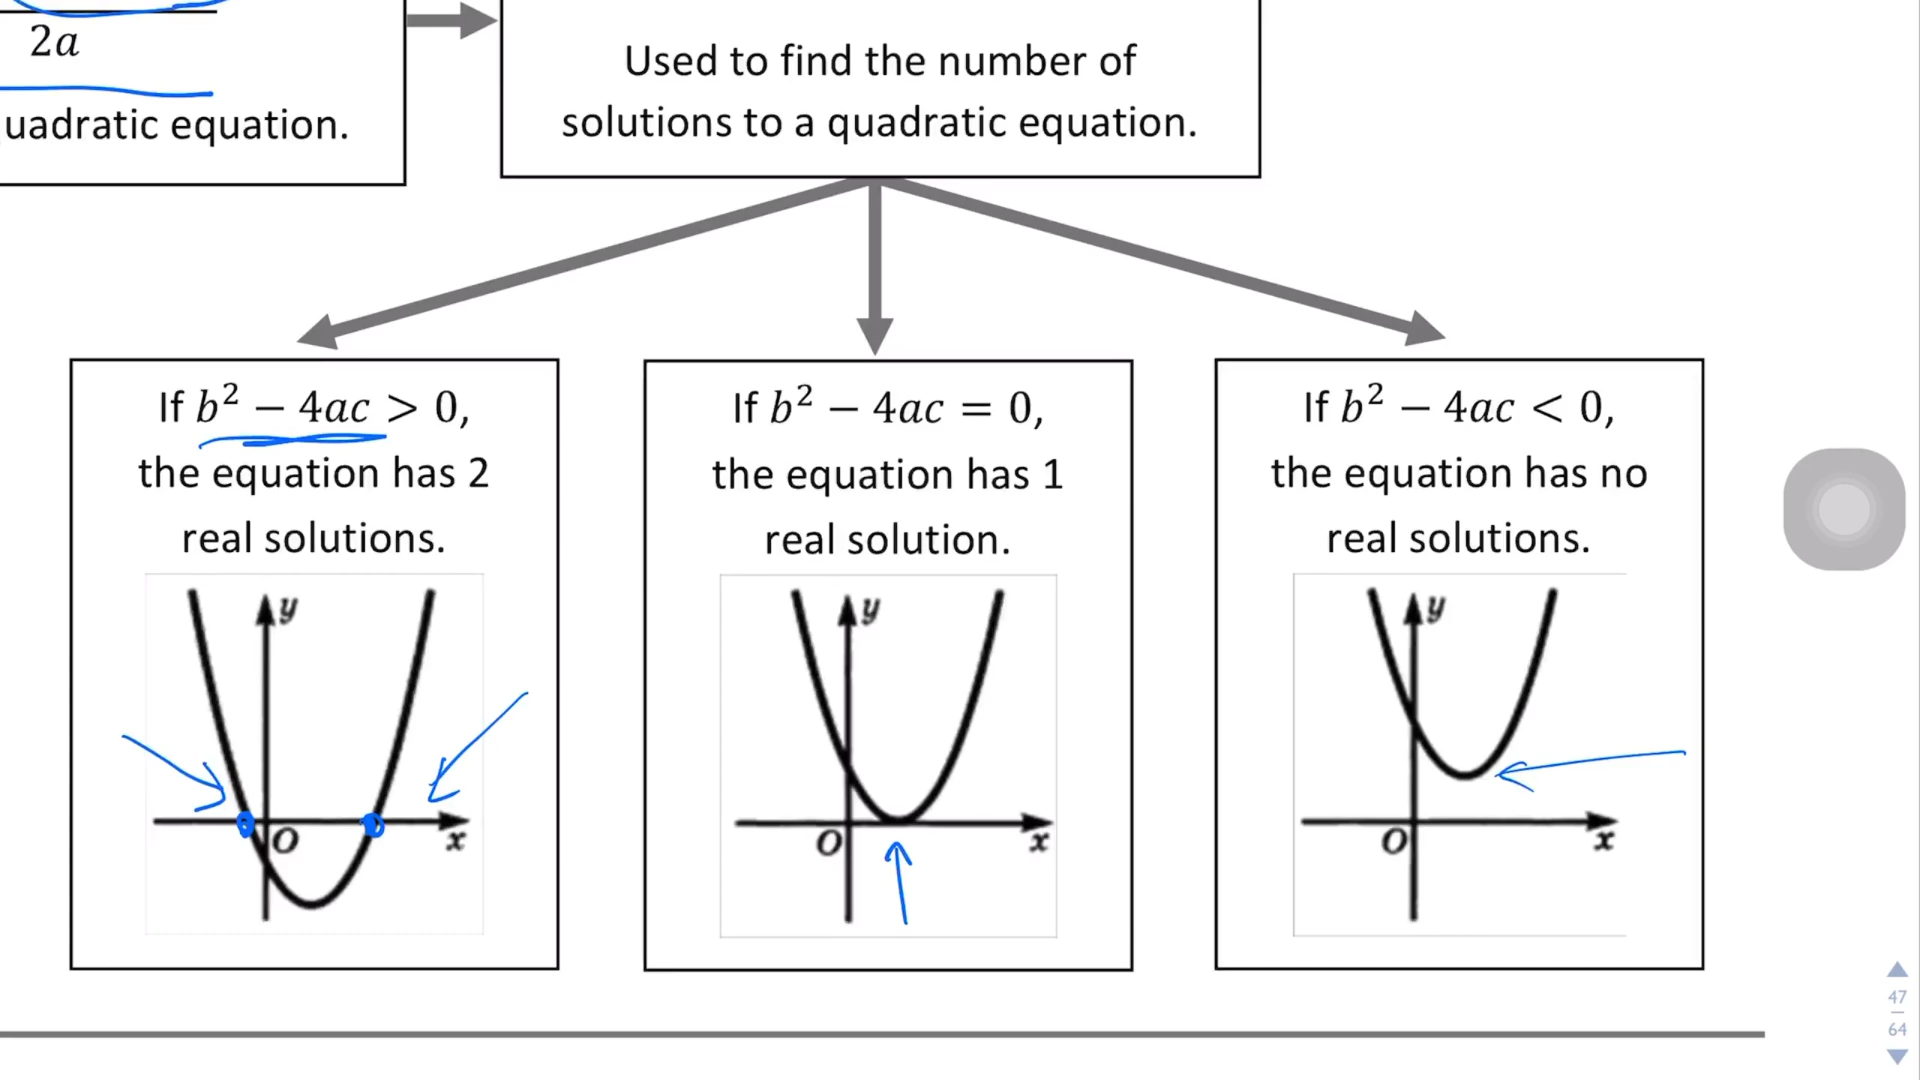 2a
uadratic equation.
Used to find the number of
solutions to a quadratic equation.
If b² − 4ac > 0,
the equation has 2
real solutions.
y
O
x
If b² − 4ac = 0,
the equation has 1
real solution.
y
O
x
If b² − 4ac < 0,
the equation has no
real solutions.
y
O
x
47
64